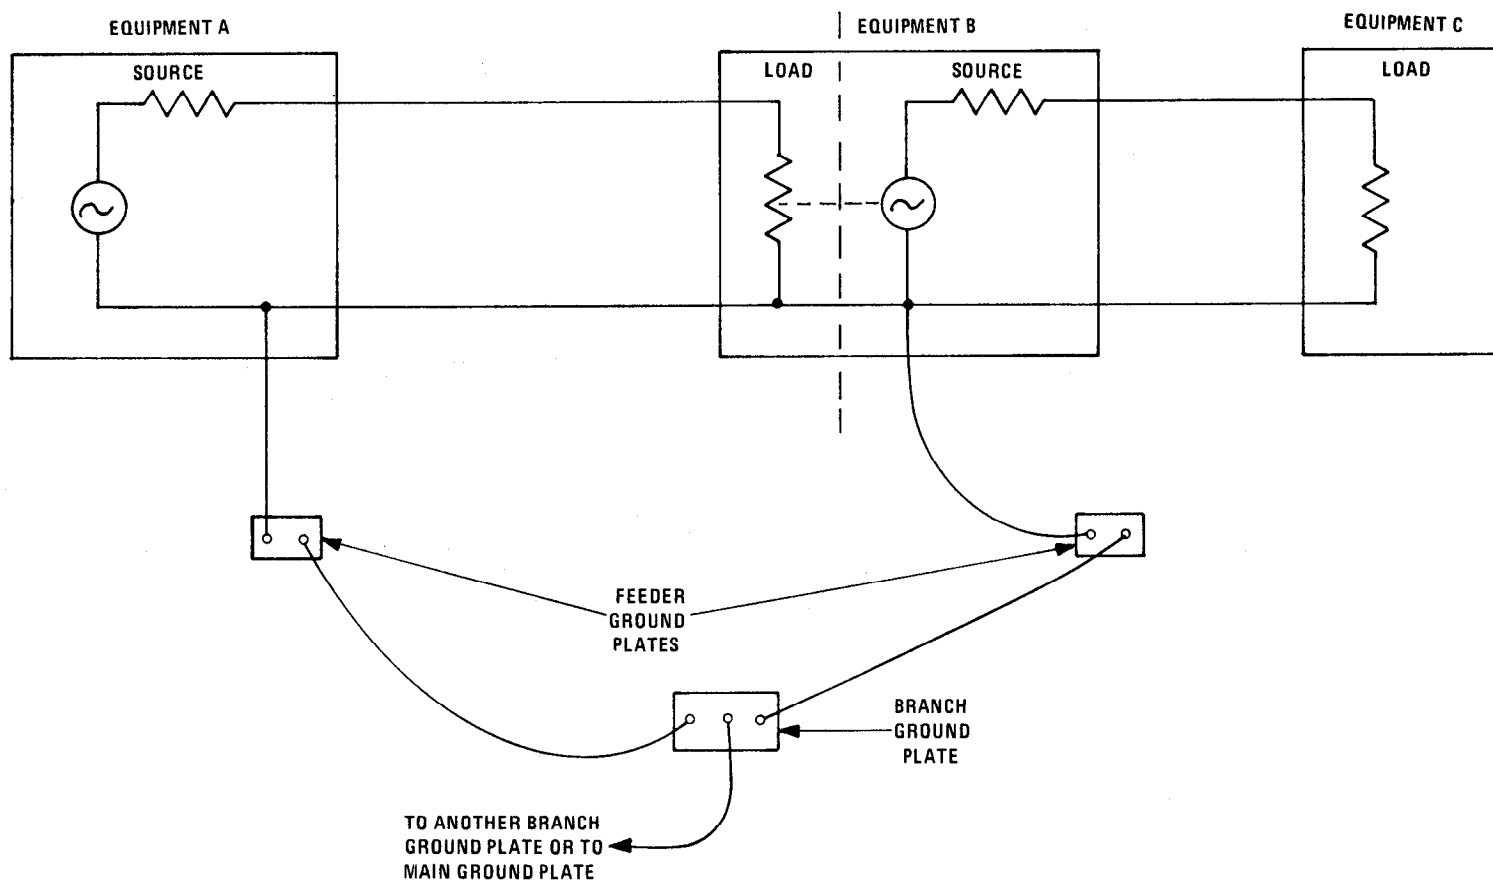 EQUIPMENT A
EQUIPMENT B
EQUIPMENT C
SOURCE
LOAD
SOURCE
LOAD
FEEDER
GROUND
PLATES
BRANCH
GROUND
PLATE
TO ANOTHER BRANCH
GROUND PLATE OR TO
MAIN GROUND PLATE